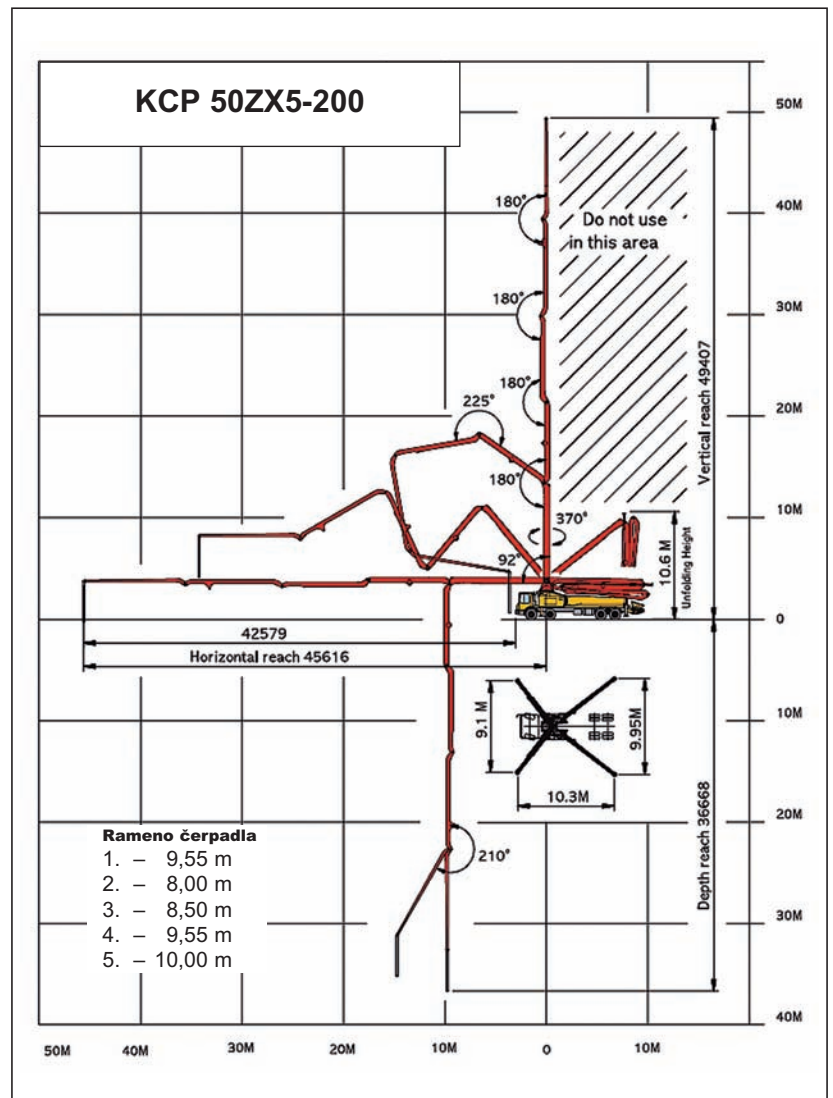 KCP 50ZX5-200
50M
40M
30M
20M
10M
0
10M
20M
30M
40M
50M
40M
30M
20M
10M
0
10M
180°
180°
180°
225°
180°
370°
92°
Do not use
in this area
Vertical reach 49407
10.6 M
Unfolding Height
42579
Horizontal reach 45616
9.1 M
9.95M
10.3M
Depth reach 36668
210°
Rameno čerpadla
1. – 9,55 m
2. – 8,00 m
3. – 8,50 m
4. – 9,55 m
5. – 10,00 m